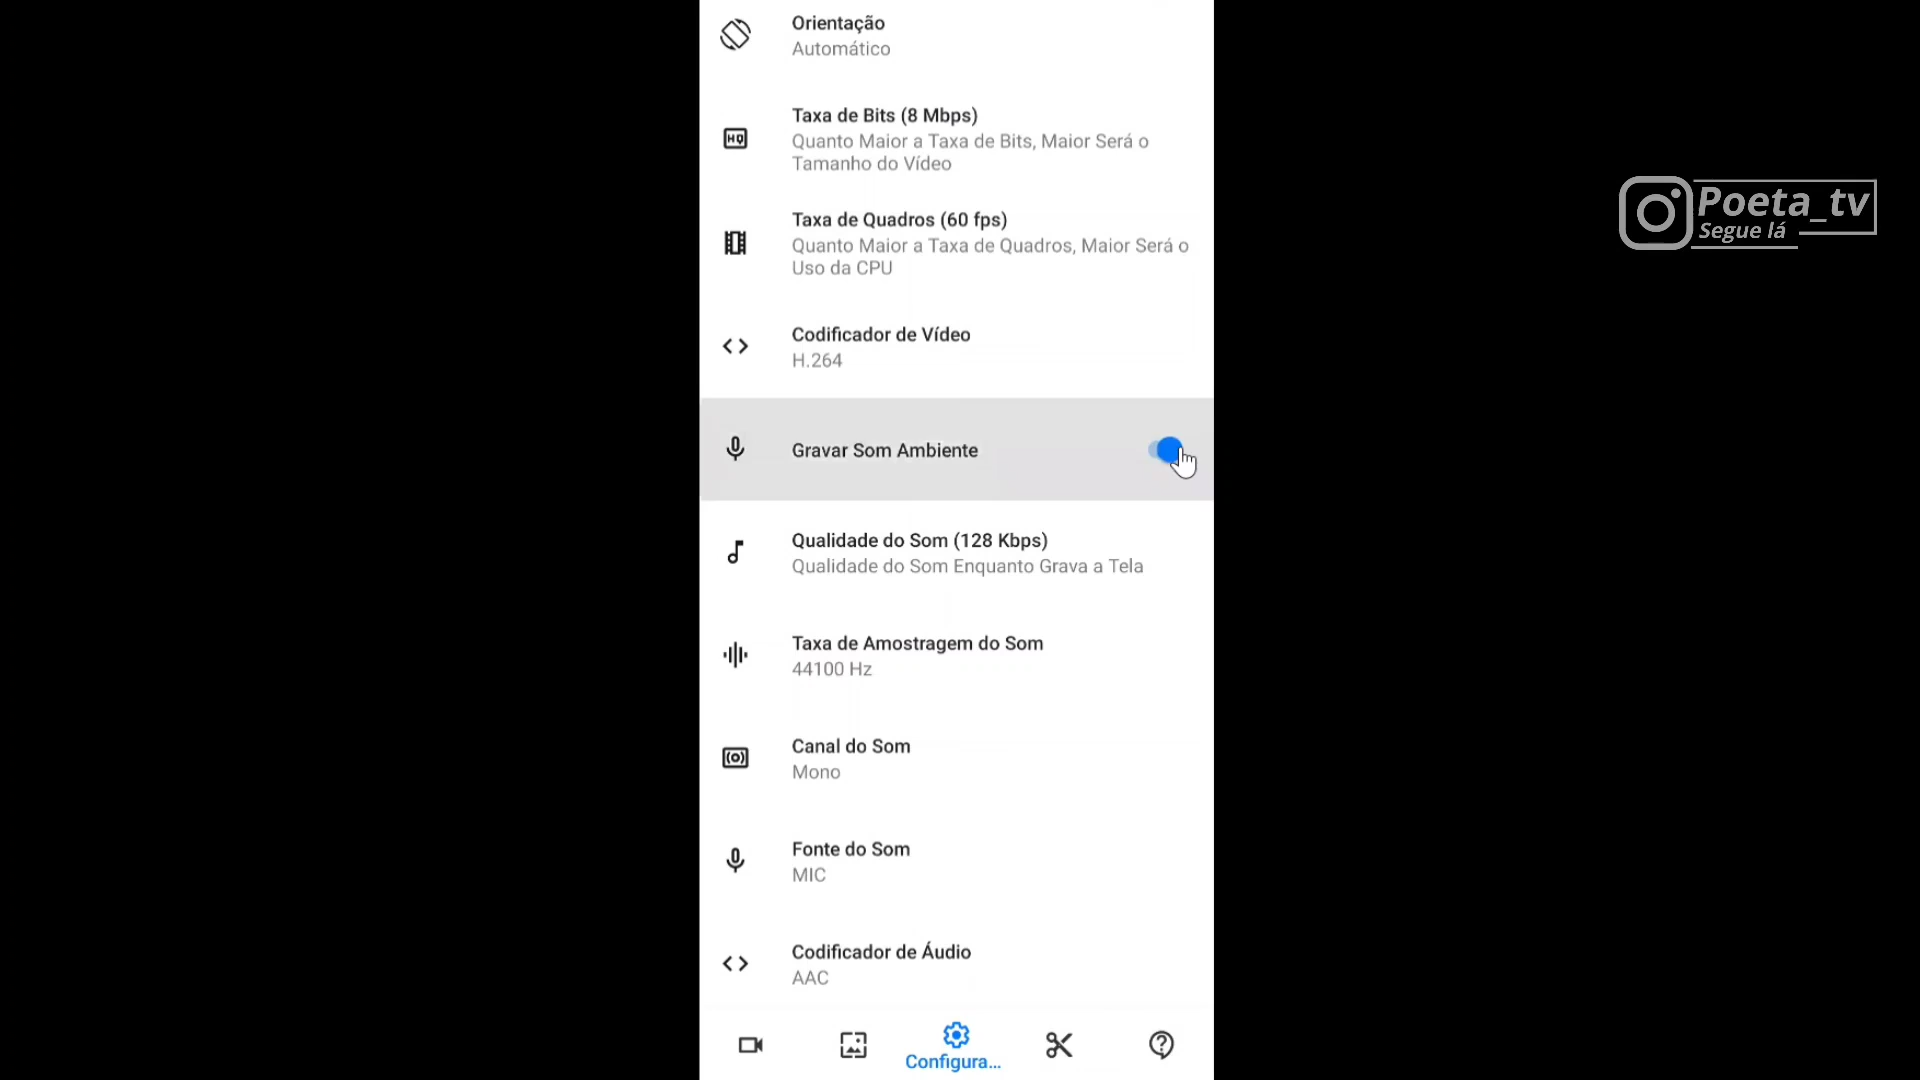 Orientação
Automático
Taxa de Bits (8 Mbps)
Quanto Maior a Taxa de Bits, Maior Será o
Tamanho do Vídeo
Taxa de Quadros (60 fps)
Quanto Maior a Taxa de Quadros, Maior Será o
Uso da CPU
Codificador de Vídeo
H.264
Gravar Som Ambiente
Qualidade do Som (128 Kbps)
Qualidade do Som Enquanto Grava a Tela
Taxa de Amostragem do Som
44100 Hz
Canal do Som
Mono
Fonte do Som
MIC
Codificador de Áudio
AAC
Configura...
Poeta_tv
Segue lá
HQ